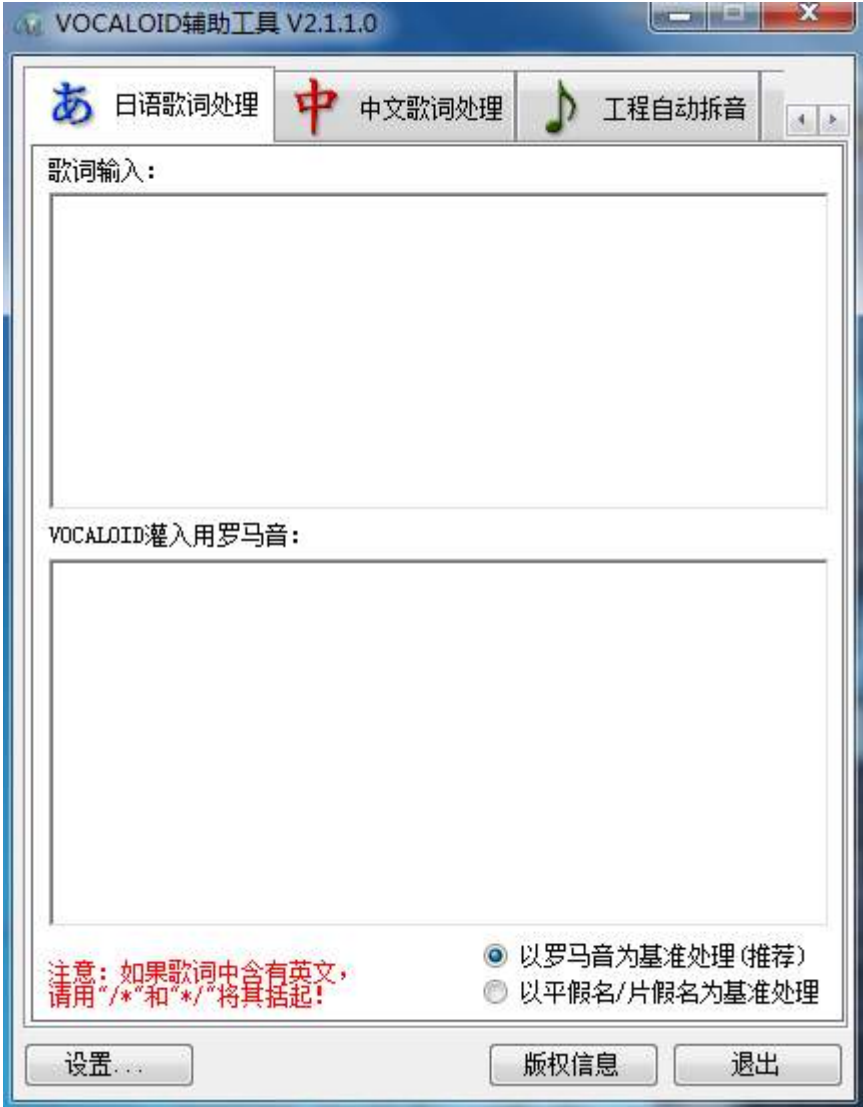 VOCALOID辅助工具 V2.1.1.0
あ 日语歌词处理 中 中文歌词处理 工程自动拆音
歌词输入：
VOCALOID灌入用罗马音：
以罗马音为基准处理(推荐)
注意：如果歌词中含有英文，
请用"/*"和"*/"将其括起！
以平假名/片假名为基准处理
设置... 版权信息 退出